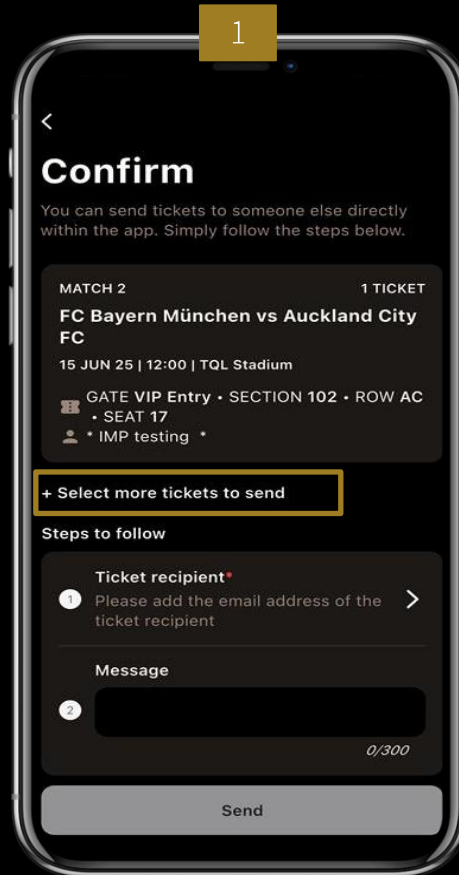 1
Confirm
You can send tickets to someone else directly
within the app. Simply follow the steps below.
MATCH 2 1 TICKET
FC Bayern München vs Auckland City
FC
15 JUN 25 | 12:00 | TQL Stadium
GATE VIP Entry • SECTION 102 • ROW AC
• SEAT 17
* IMP testing *
+ Select more tickets to send
Steps to follow
Ticket recipient*
1 Please add the email address of the
ticket recipient
Message
2
0/300
Send